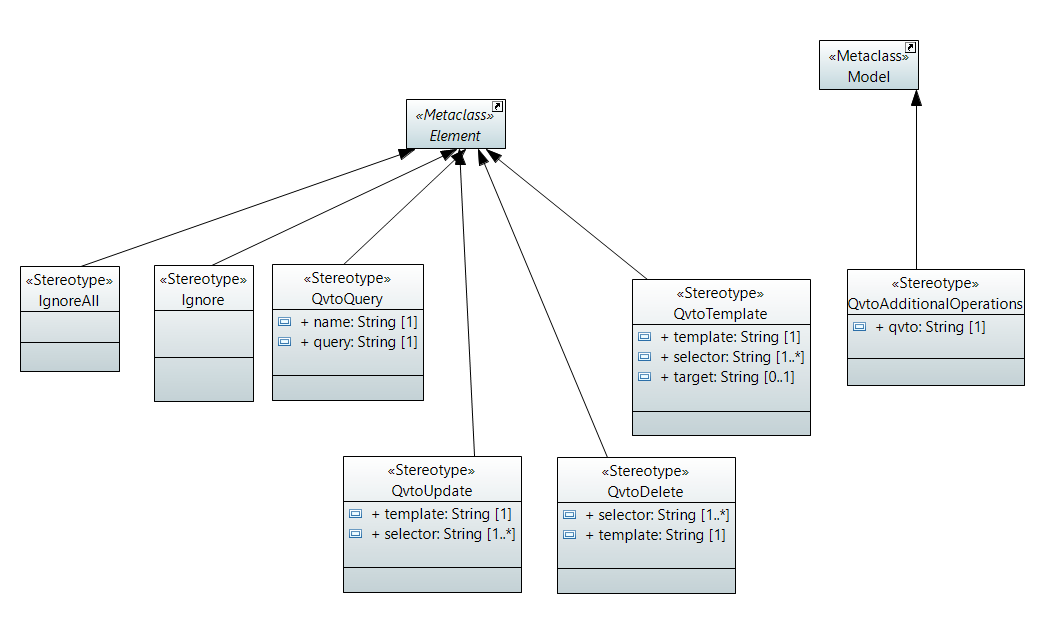 «Metaclass»
Model
«Metaclass»
Element
«Stereotype»
IgnoreAll
«Stereotype»
Ignore
«Stereotype»
QvtoQuery
+ name: String [1]
+ query: String [1]
«Stereotype»
QvtoTemplate
+ template: String [1]
+ selector: String [1..*]
+ target: String [0..1]
«Stereotype»
QvtoAdditionalOperations
+ qvto: String [1]
«Stereotype»
QvtoUpdate
+ template: String [1]
+ selector: String [1..*]
«Stereotype»
QvtoDelete
+ selector: String [1..*]
+ template: String [1]